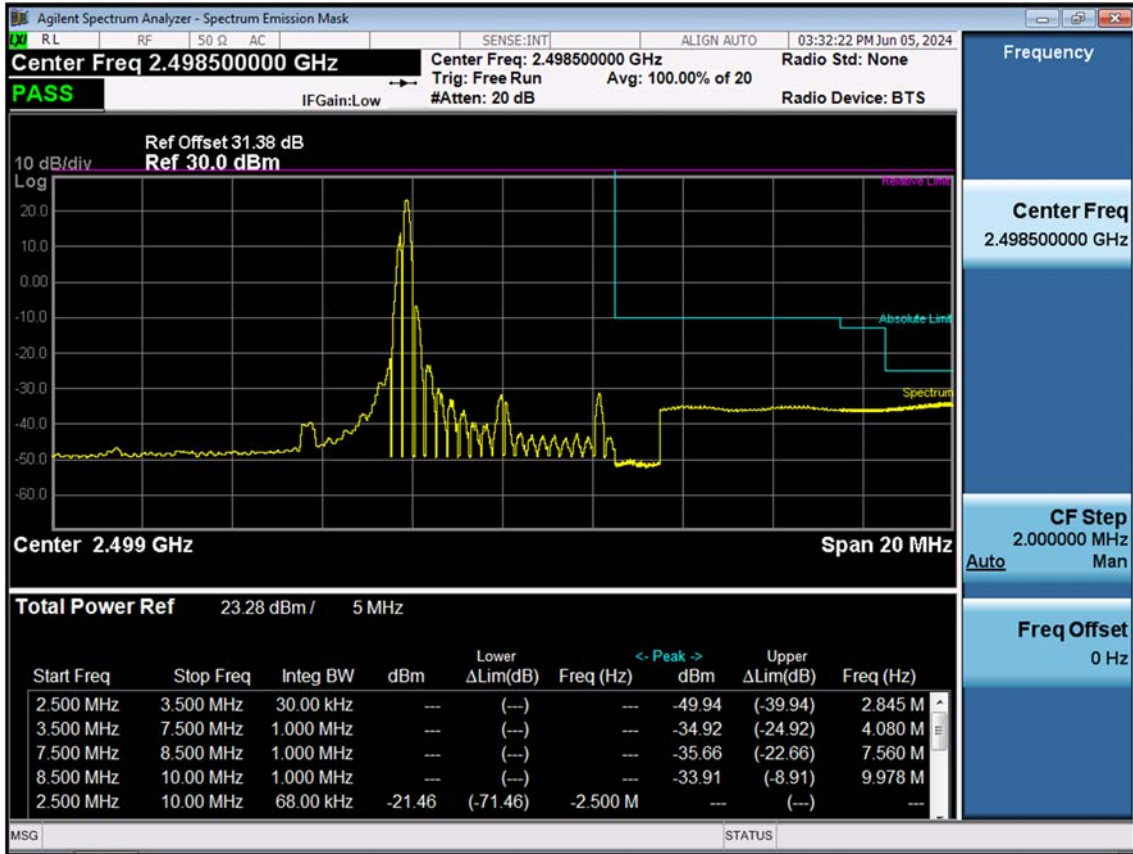 Agilent Spectrum Analyzer - Spectrum Emission Mask
LXI RL RF 50 Ω AC SENSE:INT ALIGN AUTO 03:32:22 PM Jun 05, 2024
Center Freq 2.498500000 GHz
PASS
IFGain:Low
Center Freq: 2.498500000 GHz
Trig: Free Run Avg: 100.00% of 20
#Atten: 20 dB
Radio Std: None
Radio Device: BTS
Ref Offset 31.38 dB
10 dB/div Ref 30.0 dBm
Log
Relative Limit
20.0
10.0
0.00
-10.0
Absolute Limit
-20.0
-30.0
Spectrum
-40.0
-50.0
-60.0
Center 2.499 GHz Span 20 MHz
Total Power Ref 23.28 dBm / 5 MHz
Lower <- Peak -> Upper
Start Freq Stop Freq Integ BW dBm ΔLim(dB) Freq (Hz) dBm ΔLim(dB) Freq (Hz)
2.500 MHz 3.500 MHz 30.00 kHz --- (---) --- -49.94 (-39.94) 2.845 M
3.500 MHz 7.500 MHz 1.000 MHz --- (---) --- -34.92 (-24.92) 4.080 M
7.500 MHz 8.500 MHz 1.000 MHz --- (---) --- -35.66 (-22.66) 7.560 M
8.500 MHz 10.00 MHz 1.000 MHz --- (---) --- -33.91 (-8.91) 9.978 M
2.500 MHz 10.00 MHz 68.00 kHz -21.46 (-71.46) -2.500 M --- (---) ---
MSG STATUS
Frequency
Center Freq
2.498500000 GHz
CF Step
2.000000 MHz
Auto Man
Freq Offset
0 Hz